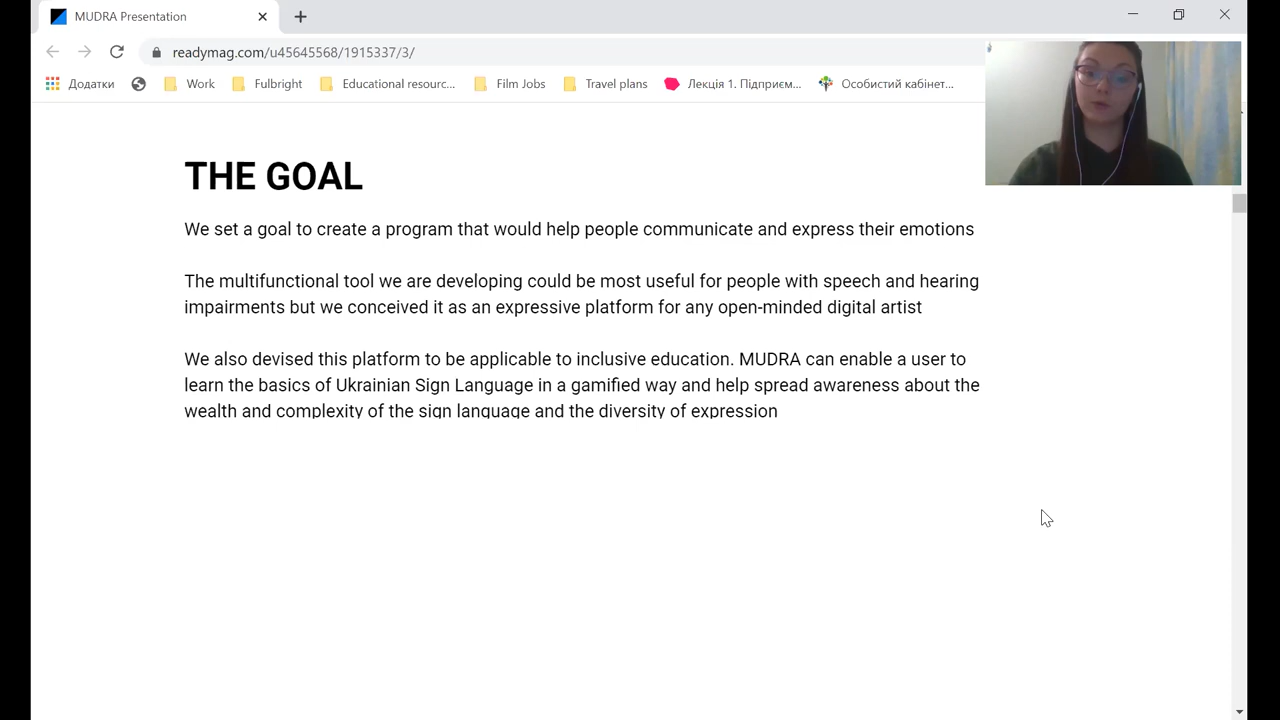 MUDRA Presentation
readymag.com/u45645568/1915337/3/
Додатки
Work
Fulbright
Educational resourc...
Film Jobs
Travel plans
Лекція 1. Підприєм...
Особистий кабінет...
THE GOAL
We set a goal to create a program that would help people communicate and express their emotions
The multifunctional tool we are developing could be most useful for people with speech and hearing
impairments but we conceived it as an expressive platform for any open-minded digital artist
We also devised this platform to be applicable to inclusive education. MUDRA can enable a user to
learn the basics of Ukrainian Sign Language in a gamified way and help spread awareness about the
wealth and complexity of the sign language and the diversity of expression